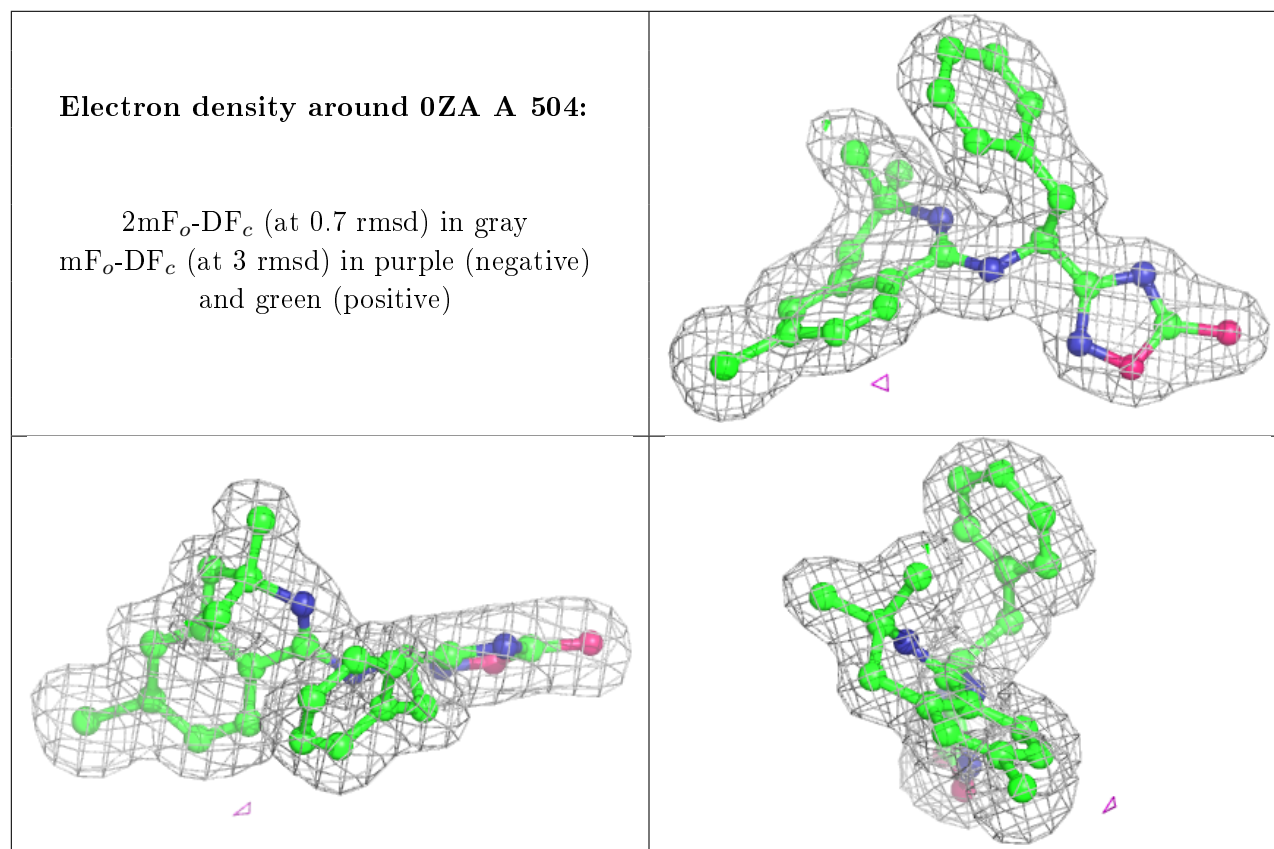 Electron density around 0ZA A 504:
2mFo-DFc (at 0.7 rmsd) in gray
mFo-DFc (at 3 rmsd) in purple (negative)
and green (positive)